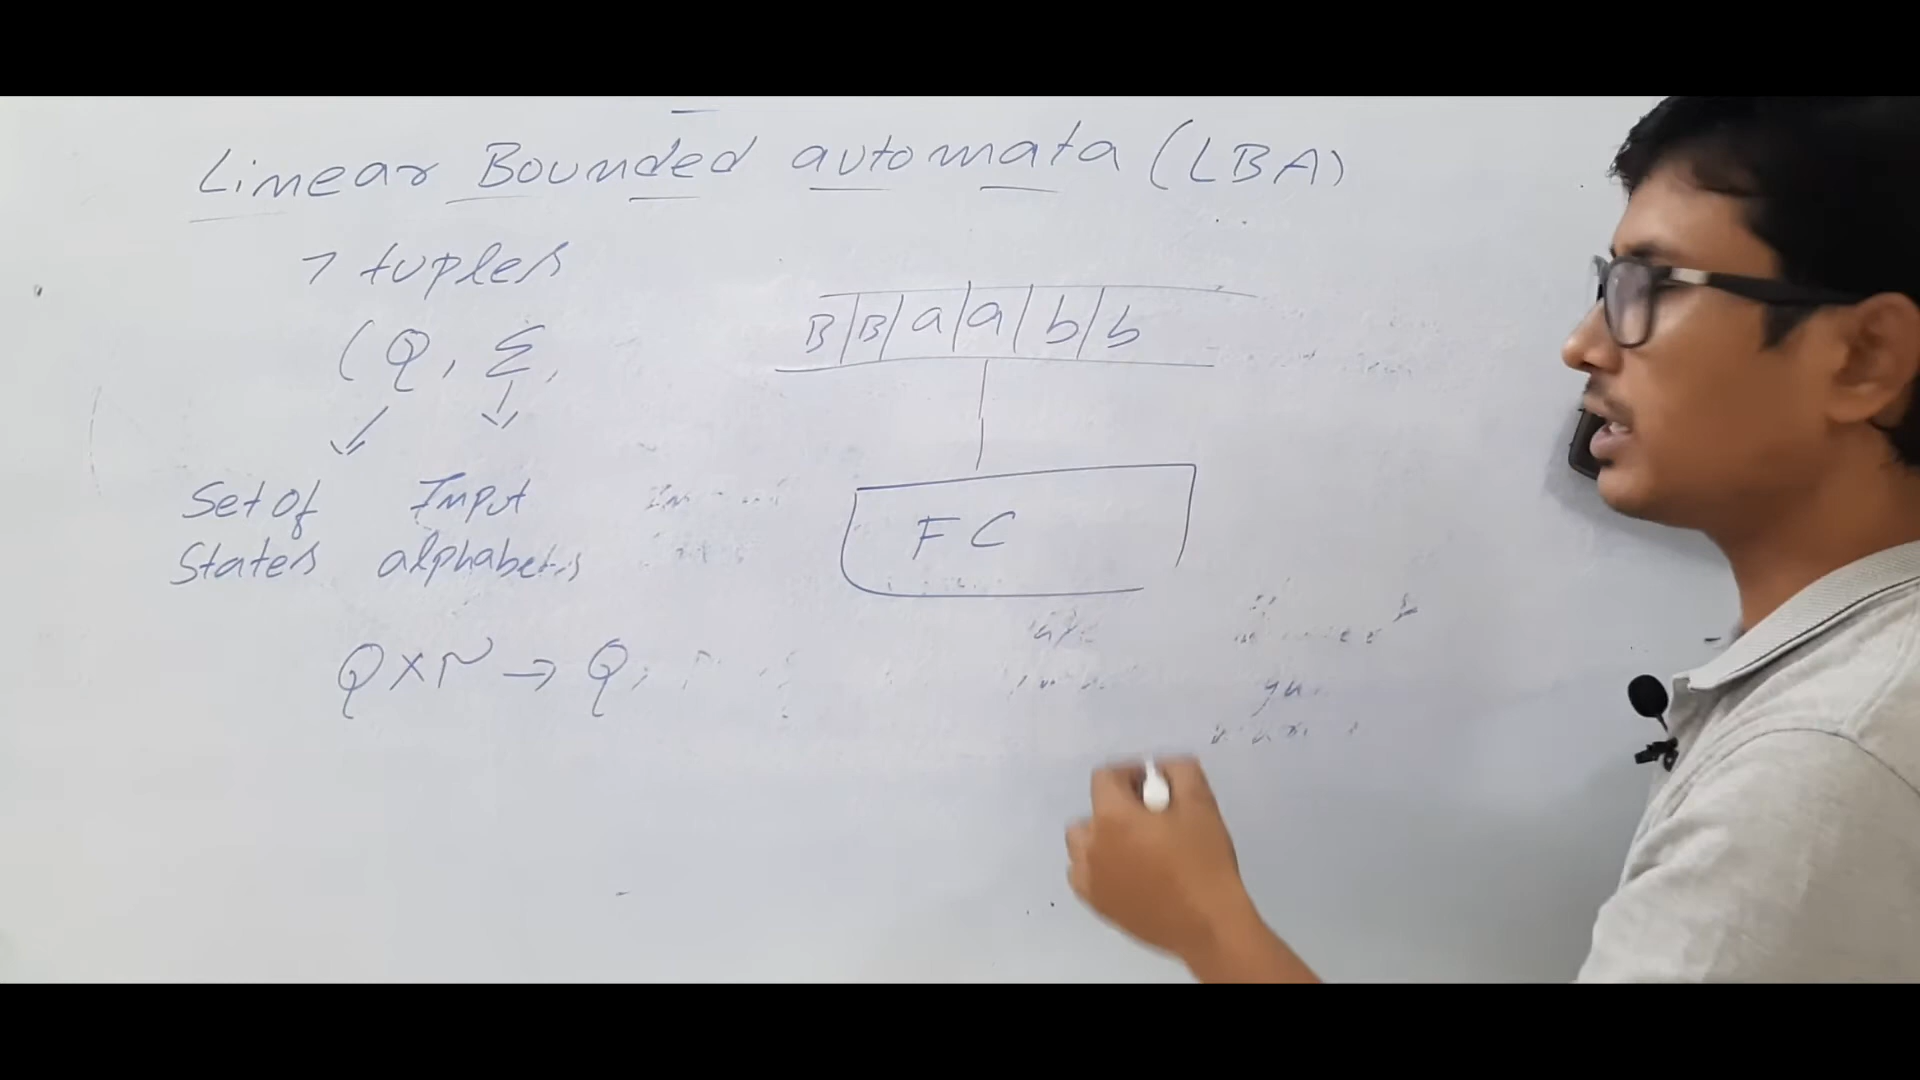 Linear Bounded automata (LBA)
7 tuples
(Q, Σ,
B|B|a|a|b|b
Set of Input
States alphabets
FC
Q×Γ → Q,